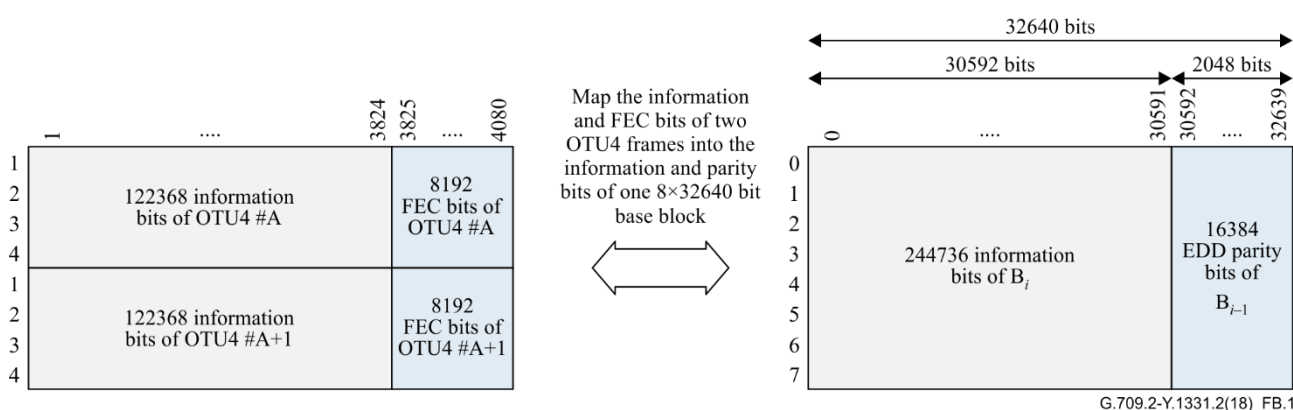 32640 bits
30592 bits
2048 bits
1
....
3824
3825
....
4080
0
....
30591
30592
....
32639
1
2
3
4
1
2
3
4
122368 information
bits of OTU4 #A
8192
FEC bits of
OTU4 #A
122368 information
bits of OTU4 #A+1
8192
FEC bits of
OTU4 #A+1
Map the information
and FEC bits of two
OTU4 frames into the
information and parity
bits of one 8×32640 bit
base block
0
1
2
3
4
5
6
7
244736 information
bits of Bi
16384
EDD parity
bits of
Bi–1
G.709.2-Y.1331.2(18) FB.1